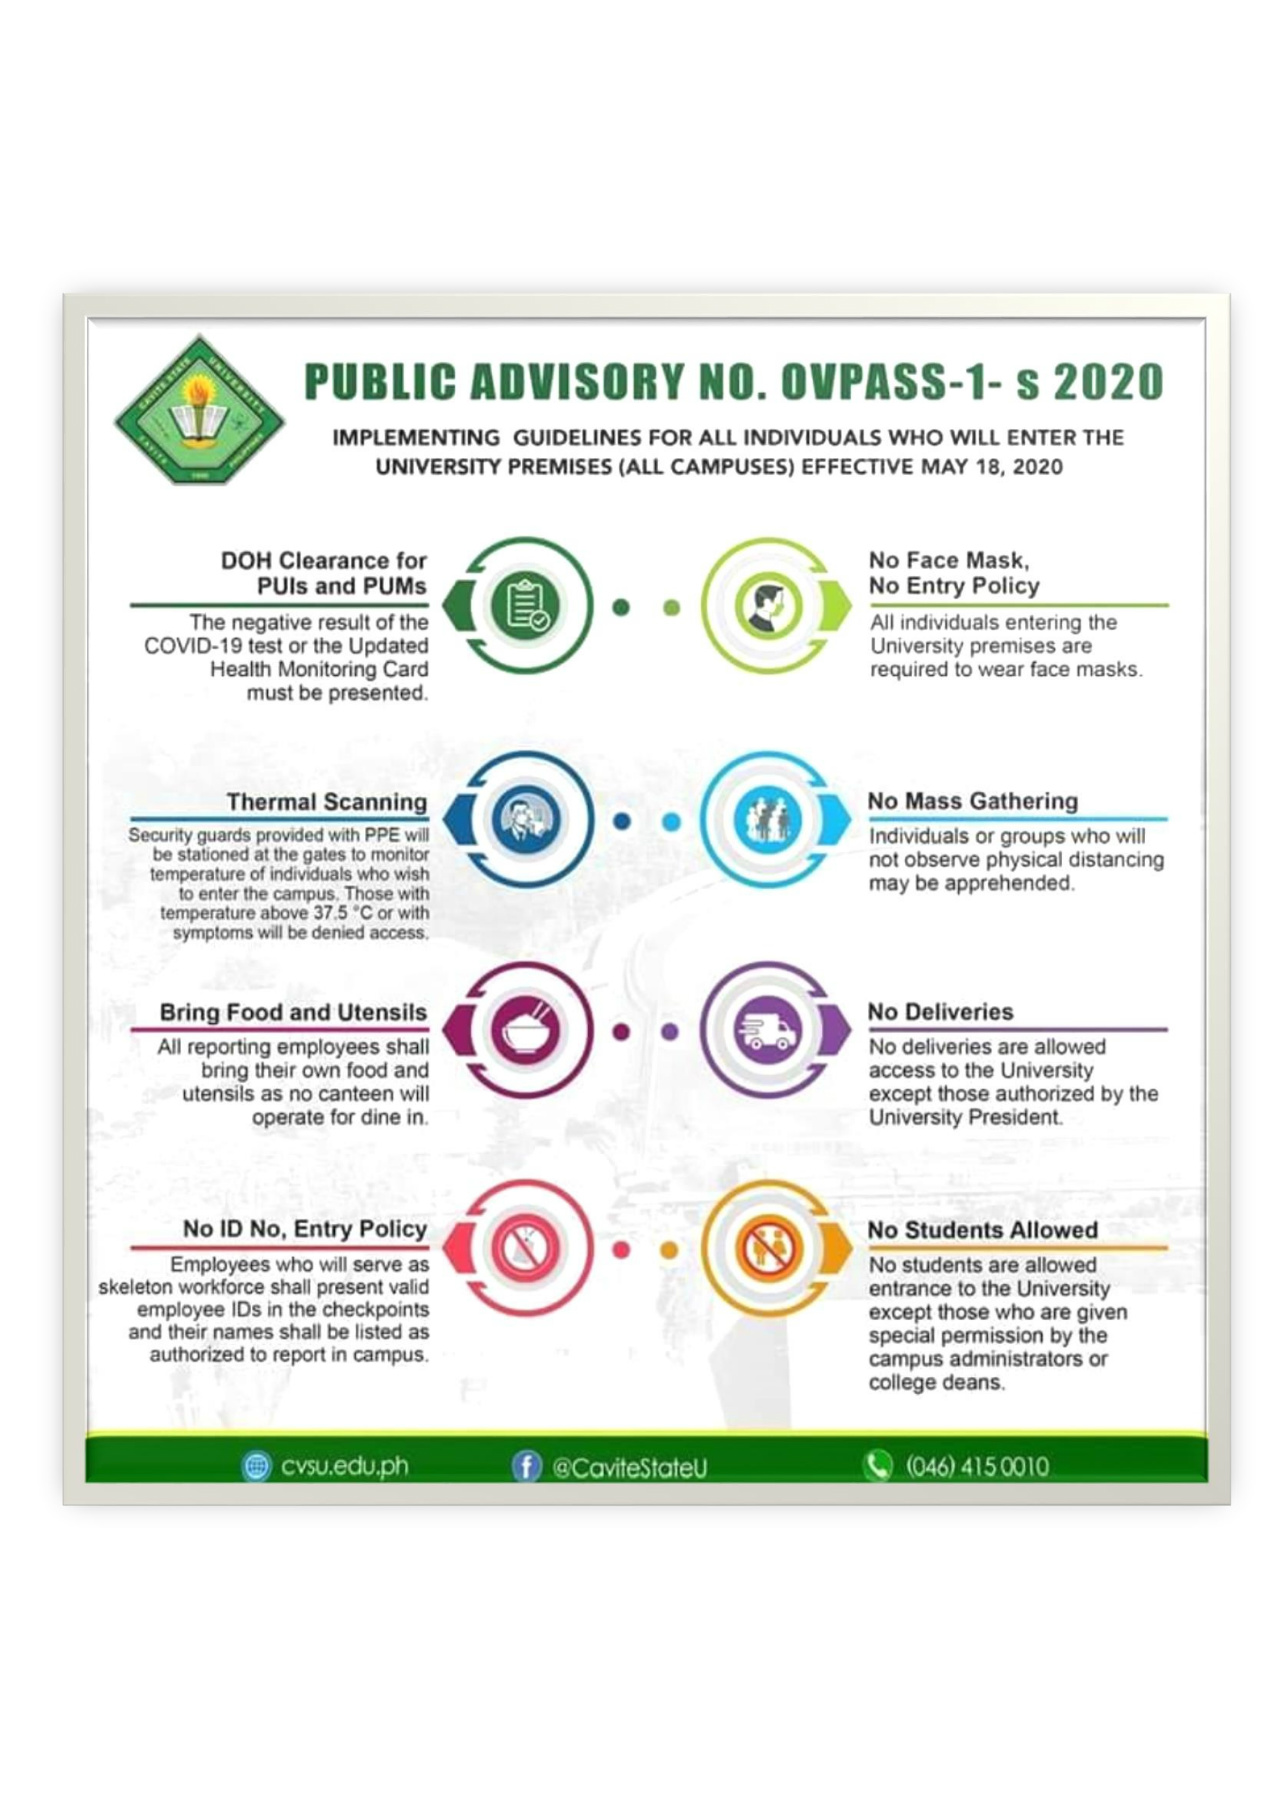 PUBLIC ADVISORY NO. OVPASS-1- s 2020
IMPLEMENTING GUIDELINES FOR ALL INDIVIDUALS WHO WILL ENTER THE
UNIVERSITY PREMISES (ALL CAMPUSES) EFFECTIVE MAY 18, 2020
CAVITE STATE UNIVERSITY
CAVITE
PHILIPPINES
DOH Clearance for
PUIs and PUMs
The negative result of the
COVID-19 test or the Updated
Health Monitoring Card
must be presented.
No Face Mask,
No Entry Policy
All individuals entering the
University premises are
required to wear face masks.
Thermal Scanning
Security guards provided with PPE will
be stationed at the gates to monitor
temperature of individuals who wish
to enter the campus. Those with
temperature above 37.5 °C or with
symptoms will be denied access.
No Mass Gathering
Individuals or groups who will
not observe physical distancing
may be apprehended.
Bring Food and Utensils
All reporting employees shall
bring their own food and
utensils as no canteen will
operate for dine in.
No Deliveries
No deliveries are allowed
access to the University
except those authorized by the
University President.
No ID No, Entry Policy
Employees who will serve as
skeleton workforce shall present valid
employee IDs in the checkpoints
and their names shall be listed as
authorized to report in campus.
No Students Allowed
No students are allowed
entrance to the University
except those who are given
special permission by the
campus administrators or
college deans.
cvsu.edu.ph
@CaviteStateU
(046) 415 0010